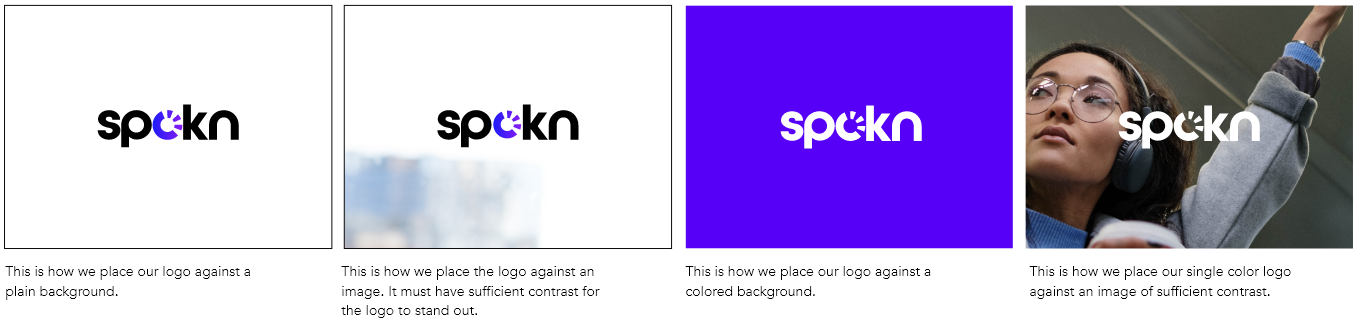 spokn
spokn
spokn
spokn
This is how we place our logo against a
plain background.
This is how we place the logo against an
image. It must have sufficient contrast for
the logo to stand out.
This is how we place our logo against a
colored background.
This is how we place our single color logo
against an image of sufficient contrast.